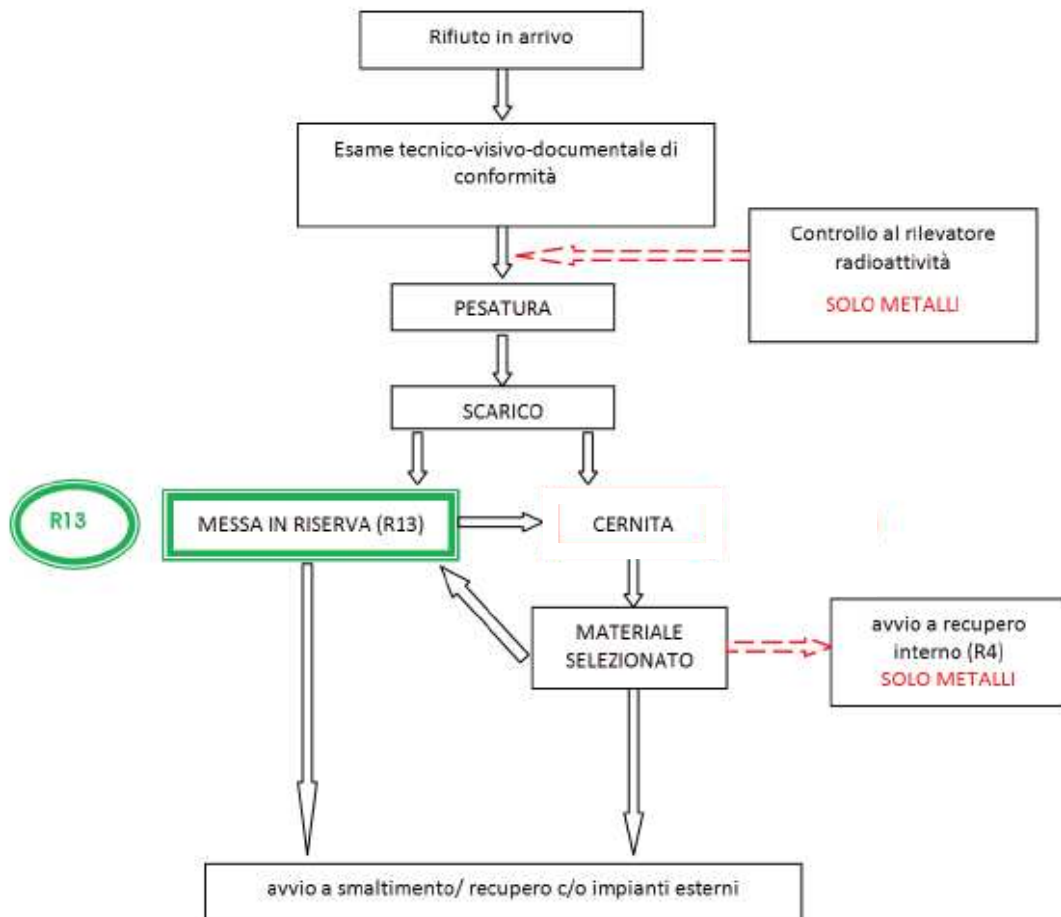 Rifiuto in arrivo
Esame tecnico-visivo-documentale di
conformità
Controllo al rilevatore
radioattività
SOLO METALLI
PESATURA
SCARICO
R13
MESSA IN RISERVA (R13)
CERNITA
MATERIALE
SELEZIONATO
avvio a recupero
interno (R4)
SOLO METALLI
avvio a smaltimento/ recupero c/o impianti esterni